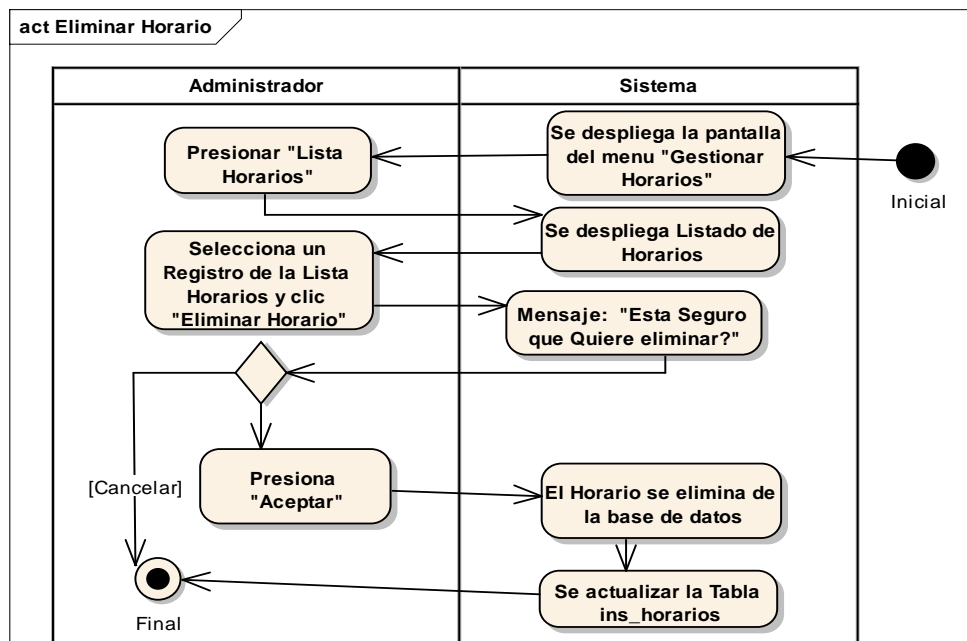 act Eliminar Horario
Administrador
Sistema
Se despliega la pantalla
del menu "Gestionar
Horarios"
Inicial
Presionar "Lista
Horarios"
Se despliega Listado de
Horarios
Selecciona un
Registro de la Lista
Horarios y clic
"Eliminar Horario"
Mensaje: "Esta Seguro
que Quiere eliminar?"
[Cancelar]
Presiona
"Aceptar"
El Horario se elimina de
la base de datos
Se actualizar la Tabla
ins_horarios
Final